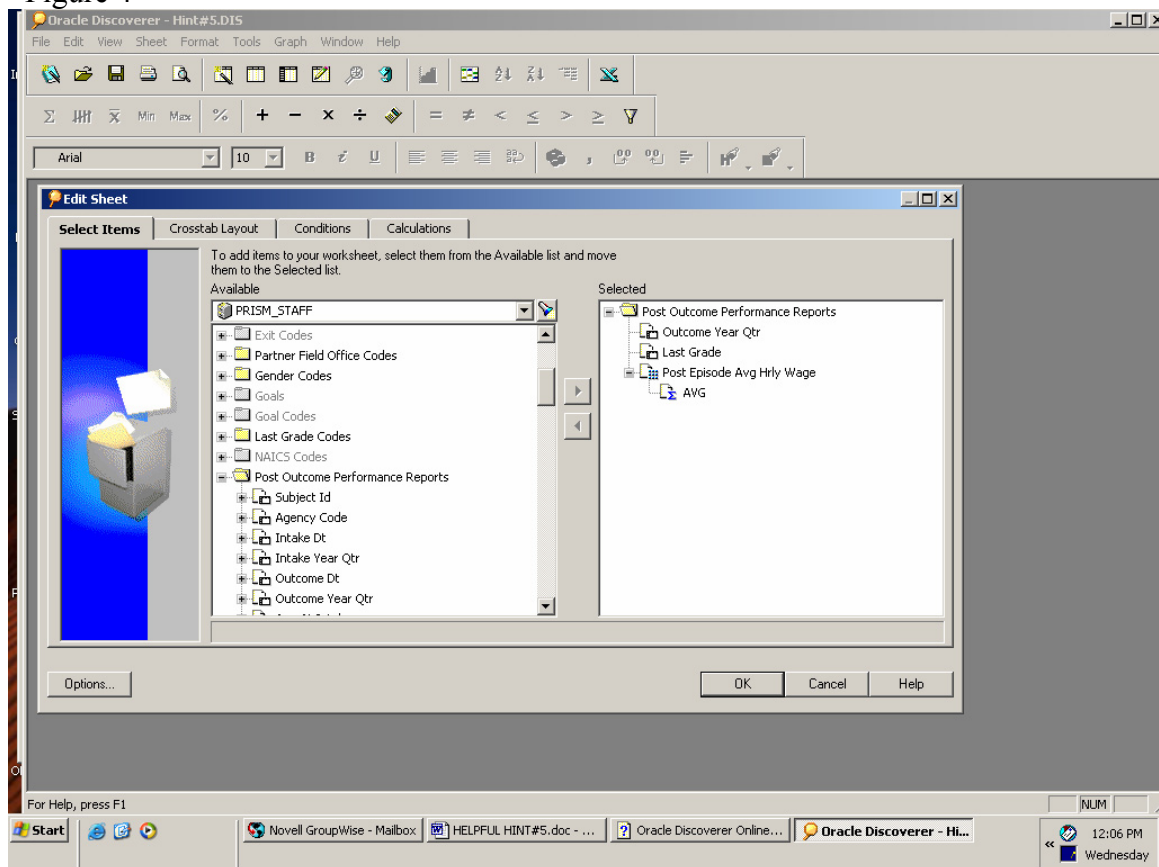 Oracle Discoverer - Hint#5.DIS
File Edit View Sheet Format Tools Graph Window Help
Σ X Min Max % + - × ÷ = ≠ < ≤ > ≥
Arial 10 B i U
Edit Sheet
Select Items Crosstab Layout Conditions Calculations
To add items to your worksheet, select them from the Available list and move
them to the Selected list.
Available
PRISM_STAFF
Exit Codes
Partner Field Office Codes
Gender Codes
Goals
Goal Codes
Last Grade Codes
NAICS Codes
Post Outcome Performance Reports
Subject Id
Agency Code
Intake Dt
Intake Year Qtr
Outcome Dt
Outcome Year Qtr
Selected
Post Outcome Performance Reports
Outcome Year Qtr
Last Grade
Post Episode Avg Hrly Wage
AVG
Options... OK Cancel Help
For Help, press F1 NUM
Start Novell GroupWise - Mailbox HELPFUL HINT#5.doc - ... Oracle Discoverer Online... Oracle Discoverer - Hi... « 12:06 PM
Wednesday